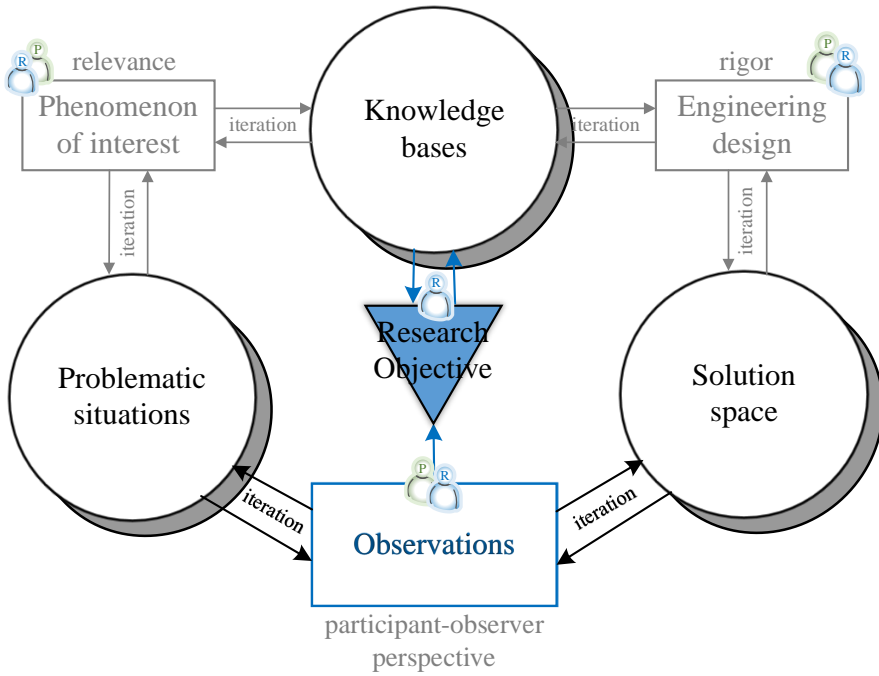 P
R
relevance
Phenomenon
of interest
iteration
iteration
Knowledge
bases
iteration
P
R
rigor
Engineering
design
iteration
R
Research
Objective
Problematic
situations
Solution
space
iteration
P
R
Observations
iteration
participant-observer
perspective